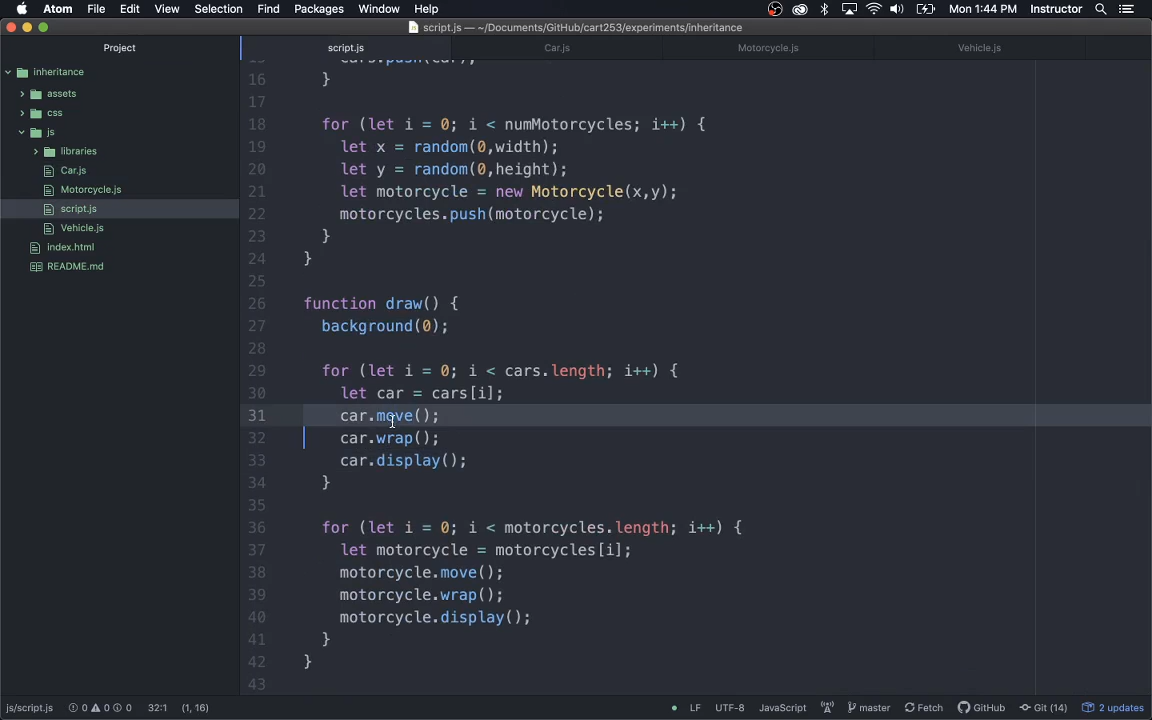 Atom File Edit View Selection Find Packages Window Help Mon 1:44 PM Instructor
script.js — ~/Documents/GitHub/cart253/experiments/inheritance
Project script.js Car.js Motorcycle.js Vehicle.js
inheritance
assets
css
js
libraries
Car.js
Motorcycle.js
script.js
Vehicle.js
index.html
README.md
15 cars.push(car);
16 }
17
18 for (let i = 0; i < numMotorcycles; i++) {
19 let x = random(0,width);
20 let y = random(0,height);
21 let motorcycle = new Motorcycle(x,y);
22 motorcycles.push(motorcycle);
23 }
24 }
25
26 function draw() {
27 background(0);
28
29 for (let i = 0; i < cars.length; i++) {
30 let car = cars[i];
31 car.move();
32 car.wrap();
33 car.display();
34 }
35
36 for (let i = 0; i < motorcycles.length; i++) {
37 let motorcycle = motorcycles[i];
38 motorcycle.move();
39 motorcycle.wrap();
40 motorcycle.display();
41 }
42 }
43
js/script.js 0 0 0 32:1 (1, 16) LF UTF-8 JavaScript master Fetch GitHub Git (14) 2 updates